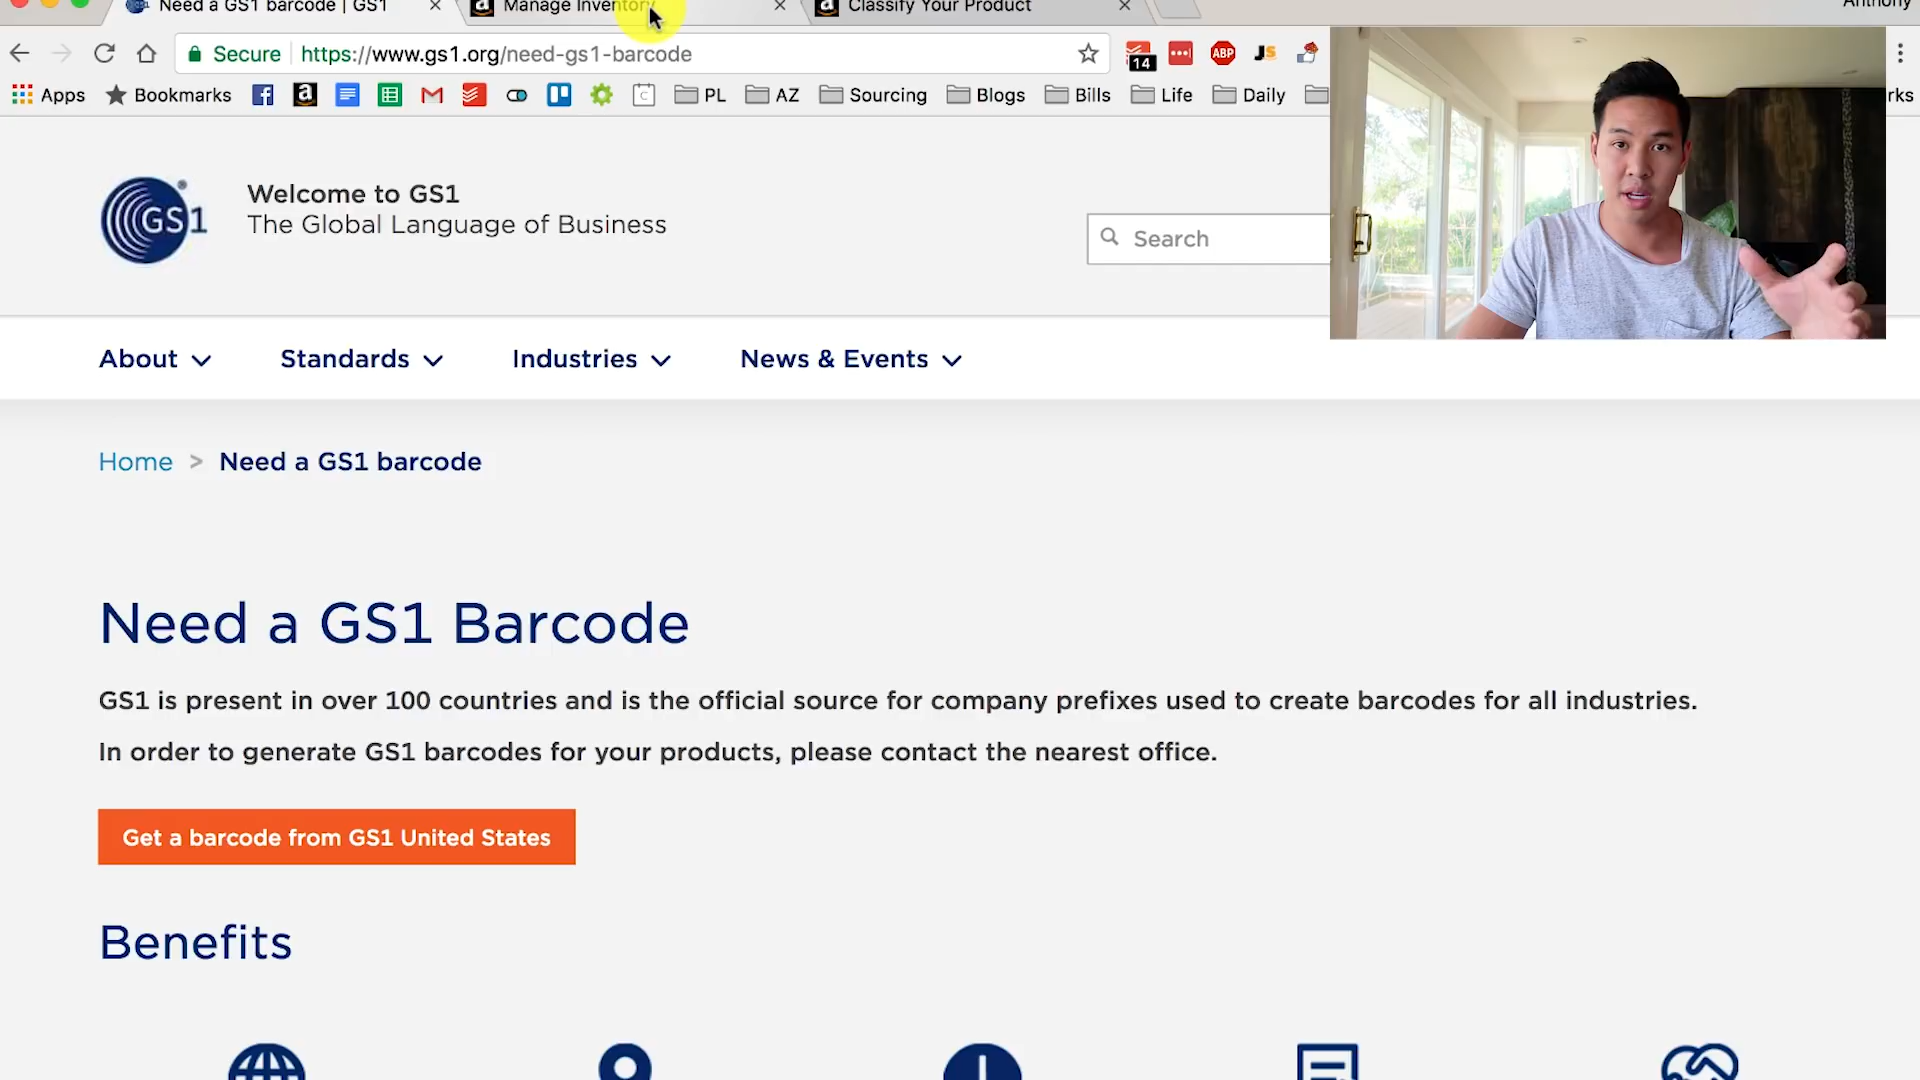 Need a GS1 barcode | GS1
Manage Inventory
Classify Your Product
Anthony
Secure
https://www.gs1.org/need-gs1-barcode
14
ABP
JS
Apps
Bookmarks
PL
AZ
Sourcing
Blogs
Bills
Life
Daily
rks
GS1
Welcome to GS1
The Global Language of Business
Search
About
Standards
Industries
News & Events
Home > Need a GS1 barcode
Need a GS1 Barcode
GS1 is present in over 100 countries and is the official source for company prefixes used to create barcodes for all industries.
In order to generate GS1 barcodes for your products, please contact the nearest office.
Get a barcode from GS1 United States
Benefits